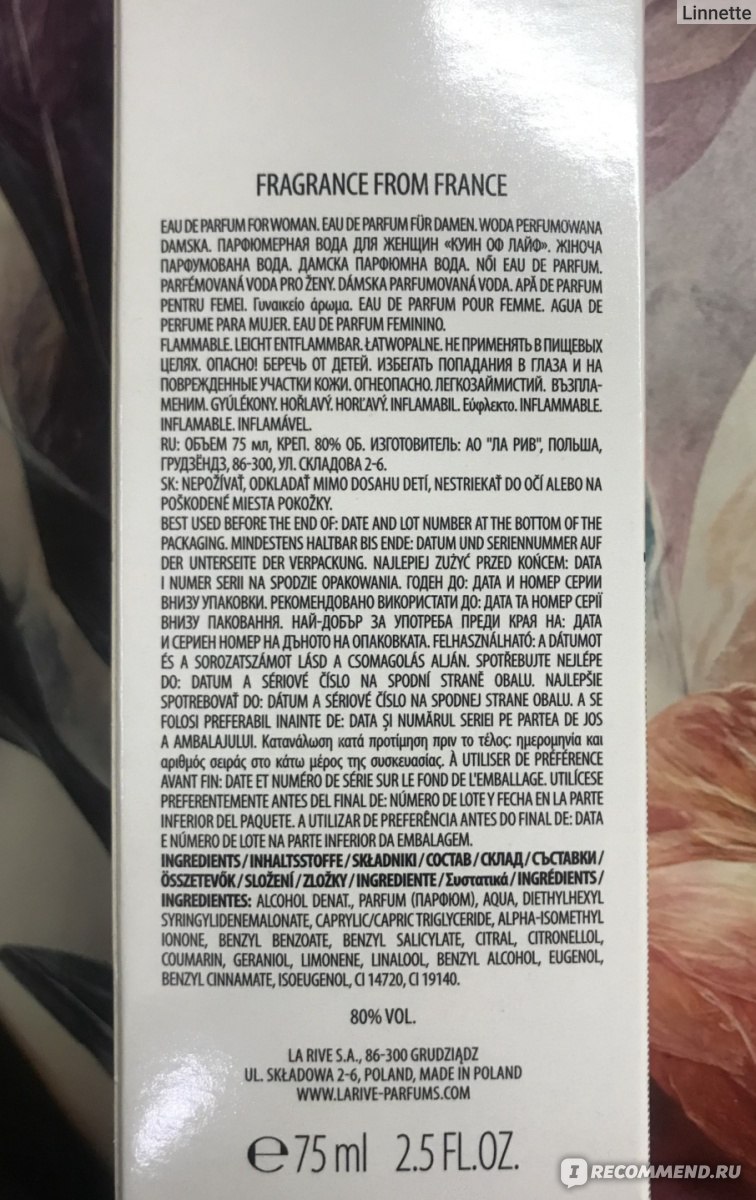 Linnette
FRAGRANCE FROM FRANCE
EAU DE PARFUM FOR WOMAN. EAU DE PARFUM FÜR DAMEN. WODA PERFUMOWANA
DAMSKA. ПАРФЮМЕРНАЯ ВОДА ДЛЯ ЖЕНЩИН «КУИН ОФ ЛАЙФ». ЖІНОЧА
ПАРФУМОВАНА ВОДА. ДАМСКА ПАРФЮМНА ВОДА. NŐI EAU DE PARFUM.
PARFÉMOVANÁ VODA PRO ŽENY. DÁMSKA PARFUMOVANÁ VODA. APĂ DE PARFUM
PENTRU FEMEI. Γυναικείο άρωμα. EAU DE PARFUM POUR FEMME. AGUA DE
PERFUME PARA MUJER. EAU DE PARFUM FEMININO.
FLAMMABLE. LEICHT ENTFLAMMBAR. ŁATWOPALNE. НЕ ПРИМЕНЯТЬ В ПИЩЕВЫХ
ЦЕЛЯХ. ОПАСНО! БЕРЕЧЬ ОТ ДЕТЕЙ. ИЗБЕГАТЬ ПОПАДАНИЯ В ГЛАЗА И НА
ПОВРЕЖДЕННЫЕ УЧАСТКИ КОЖИ. ОГНЕОПАСНО. ЛЕГКОЗАЙМИСТИЙ. ВЪЗПЛА-
МЕНИМ. GYÚLÉKONY. HOŘLAVÝ. HORĽAVÝ. INFLAMABIL. Εύφλεκτο. INFLAMMABLE.
INFLAMABLE. INFLAMÁVEL.
RU: ОБЪЕМ 75 мл, КРЕП. 80% ОБ. ИЗГОТОВИТЕЛЬ: АО "ЛА РИВ", ПОЛЬША,
ГРУДЗЁНДЗ, 86-300, УЛ. СКЛАДОВА 2-6.
SK: NEPOŽÍVAŤ, ODKLADAŤ MIMO DOSAHU DETÍ, NESTRIEKAŤ DO OČÍ ALEBO NA
POŠKODENÉ MIESTA POKOŽKY.
BEST USED BEFORE THE END OF: DATE AND LOT NUMBER AT THE BOTTOM OF THE
PACKAGING. MINDESTENS HALTBAR BIS ENDE: DATUM UND SERIENNUMMER AUF
DER UNTERSEITE DER VERPACKUNG. NAJLEPIEJ ZUŻYĆ PRZED KOŃCEM: DATA
I NUMER SERII NA SPODZIE OPAKOWANIA. ГОДЕН ДО: ДАТА И НОМЕР СЕРИИ
ВНИЗУ УПАКОВКИ. РЕКОМЕНДОВАНО ВИКОРИСТАТИ ДО: ДАТА ТА НОМЕР СЕРІЇ
ВНИЗУ ПАКОВАННЯ. НАЙ-ДОБЪР ЗА УПОТРЕБА ПРЕДИ КРАЯ НА: ДАТА
И СЕРИЕН НОМЕР НА ДЪНОТО НА ОПАКОВКАТА. FELHASZNÁLHATÓ: A DÁTUMOT
ÉS A SOROZATSZÁMOT LÁSD A CSOMAGOLÁS ALJÁN. SPOTŘEBUJTE NEJLÉPE
DO: DATUM A SÉRIOVÉ ČÍSLO NA SPODNÍ STRANĚ OBALU. NAJLEPŠIE
SPOTREBOVAŤ DO: DÁTUM A SÉRIOVÉ ČÍSLO NA SPODNEJ STRANE OBALU. A SE
FOLOSI PREFERABIL INAINTE DE: DATA ȘI NUMĂRUL SERIEI PE PARTEA DE JOS
A AMBALAJULUI. Κατανάλωση κατά προτίμηση πριν το τέλος: ημερομηνία και
αριθμός σειράς στο κάτω μέρος της συσκευασίας. À UTILISER DE PRÉFÉRENCE
AVANT FIN: DATE ET NUMÉRO DE SÉRIE SUR LE FOND DE L'EMBALLAGE. UTILÍCESE
PREFERENTEMENTE ANTES DEL FINAL DE: NÚMERO DE LOTE Y FECHA EN LA PARTE
INFERIOR DEL PAQUETE. A UTILIZAR DE PREFERÊNCIA ANTES DO FINAL DE: DATA
E NÚMERO DE LOTE NA PARTE INFERIOR DA EMBALAGEM.
INGREDIENTS/INHALTSSTOFFE/SKŁADNIKI/СОСТАВ/СКЛАД/СЪСТАВКИ/
ÖSSZETEVŐK/SLOŽENÍ/ZLOŽKY/INGREDIENTE/Συστατικά/INGRÉDIENTS/
INGREDIENTES: ALCOHOL DENAT., PARFUM (ПАРФЮМ), AQUA, DIETHYLHEXYL
SYRINGYLIDENEMALONATE, CAPRYLIC/CAPRIC TRIGLYCERIDE, ALPHA-ISOMETHYL
IONONE, BENZYL BENZOATE, BENZYL SALICYLATE, CITRAL, CITRONELLOL,
COUMARIN, GERANIOL, LIMONENE, LINALOOL, BENZYL ALCOHOL, EUGENOL,
BENZYL CINNAMATE, ISOEUGENOL, CI 14720, CI 19140.
80% VOL.
LA RIVE S.A., 86-300 GRUDZIĄDZ
UL. SKŁADOWA 2-6, POLAND, MADE IN POLAND
WWW.LARIVE-PARFUMS.COM
℮75 ml 2.5 FL.OZ.
IRECOMMEND.RU